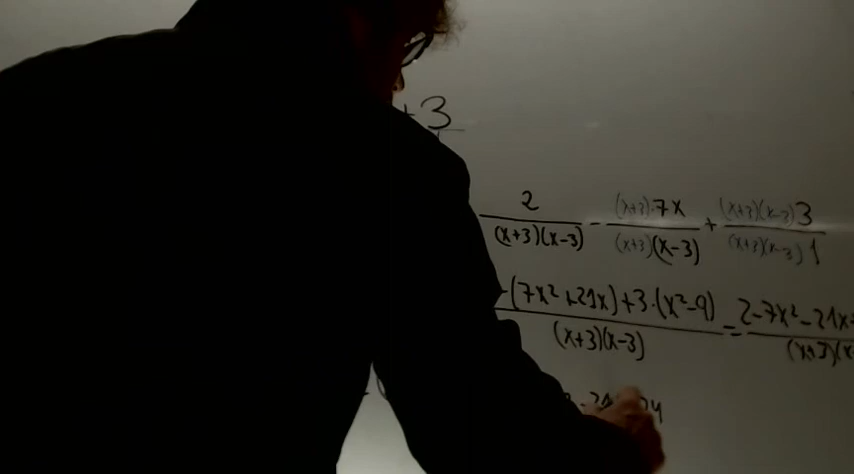 + 3
2/(x+3)(x-3) - (x+3)·7x/(x+3)(x-3) + (x+3)(x-3)3/(x+3)(x-3)1
-(7x²+21x)+3·(x²-9)/(x+3)(x-3) = 2-7x²-21x+/(x+3)(x